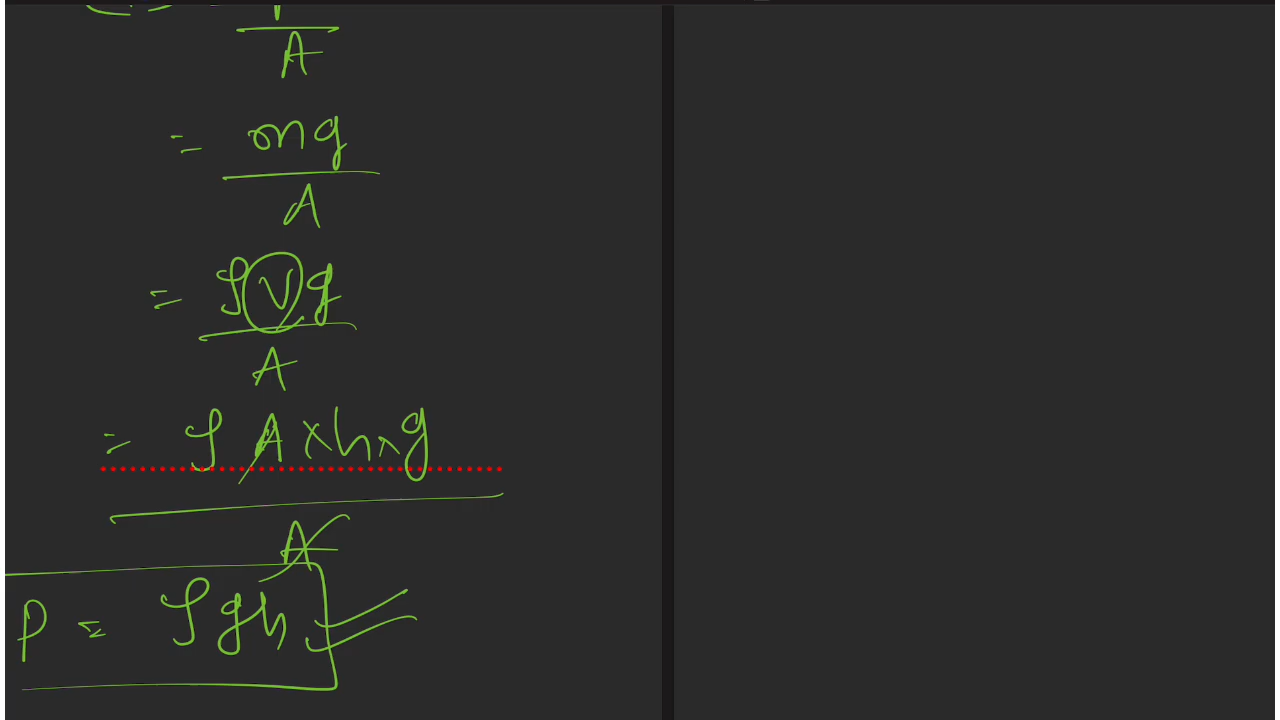 A
= mg
A
= ρVg
A
= ρ A × h × g
A
P = ρgh